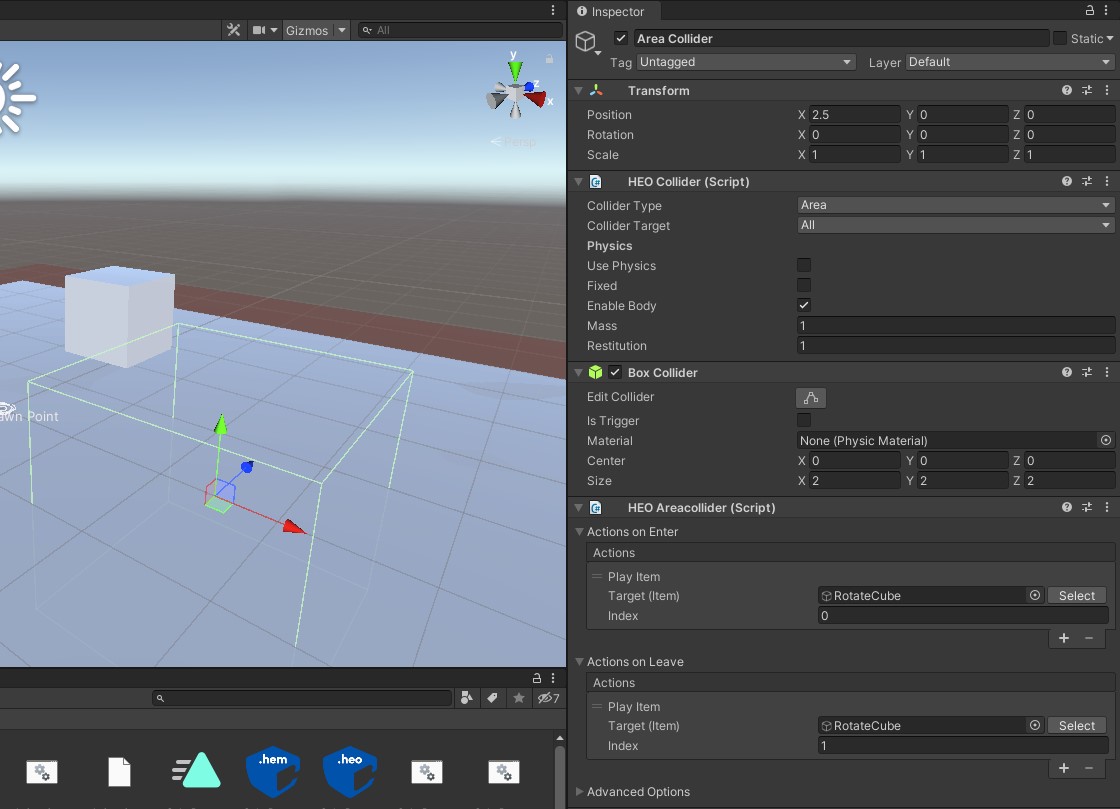 Gizmos
All
y
z
x
Persp
awn Point
7
.hem
.heo
Inspector
Area Collider
Static
Tag Untagged Layer Default
Transform
Position X 2.5 Y 0 Z 0
Rotation X 0 Y 0 Z 0
Scale X 1 Y 1 Z 1
HEO Collider (Script)
Collider Type Area
Collider Target All
Physics
Use Physics
Fixed
Enable Body
Mass 1
Restitution 1
Box Collider
Edit Collider
Is Trigger
Material None (Physic Material)
Center X 0 Y 0 Z 0
Size X 2 Y 2 Z 2
HEO Areacollider (Script)
Actions on Enter
Actions
Play Item
Target (Item) RotateCube Select
Index 0
Actions on Leave
Actions
Play Item
Target (Item) RotateCube Select
Index 1
Advanced Options